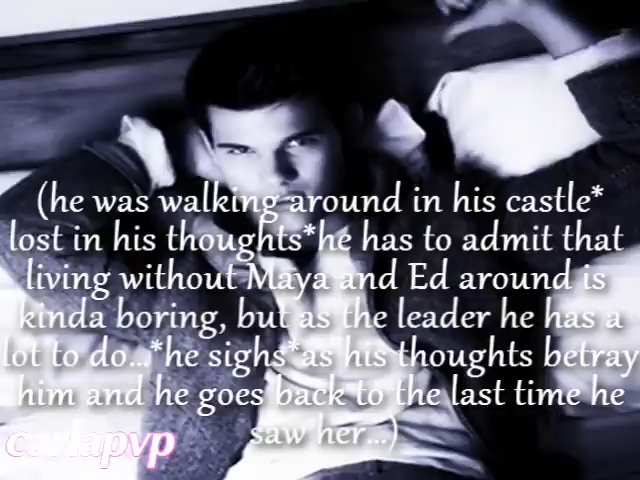 (he was walking around in his castle*
lost in his thoughts*he has to admit that
living without Maya and Ed around is
kinda boring, but as the leader he has a
lot to do...*he sighs*as his thoughts betray
him and he goes back to the last time he
saw her...)
carlapvp